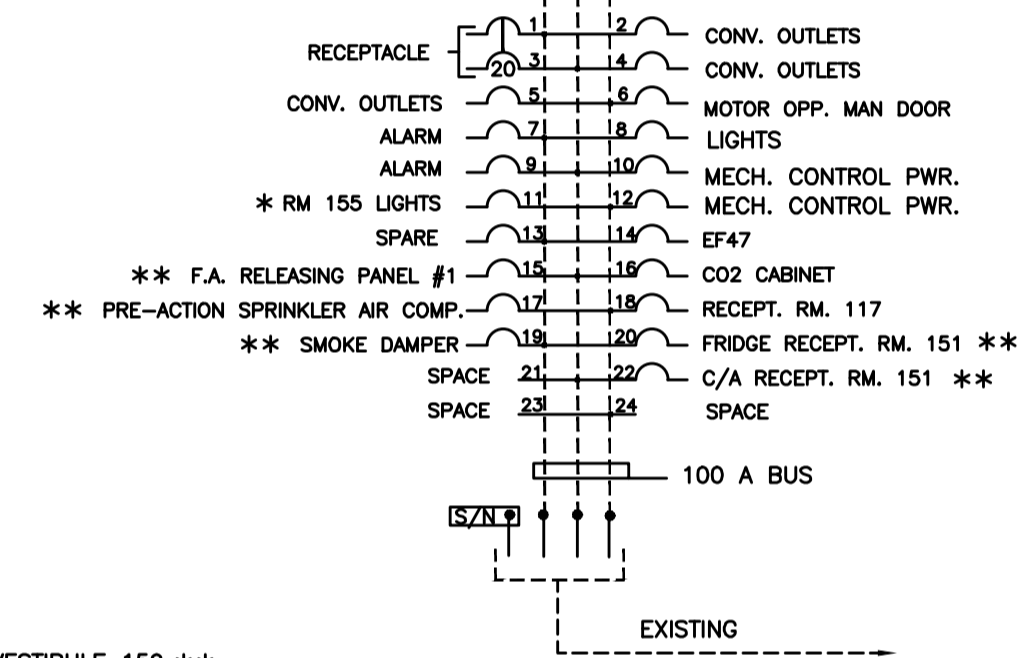 1 2 CONV. OUTLETS
RECEPTACLE
20 3 4 CONV. OUTLETS
CONV. OUTLETS 5 6 MOTOR OPP. MAN DOOR
ALARM 7 8 LIGHTS
ALARM 9 10 MECH. CONTROL PWR.
* RM 155 LIGHTS 11 12 MECH. CONTROL PWR.
SPARE 13 14 EF47
** F.A. RELEASING PANEL #1 15 16 CO2 CABINET
** PRE-ACTION SPRINKLER AIR COMP. 17 18 RECEPT. RM. 117
** SMOKE DAMPER 19 20 FRIDGE RECEPT. RM. 151 **
SPACE 21 22 C/A RECEPT. RM. 151 **
SPACE 23 24 SPACE
100 A BUS
S/N
EXISTING